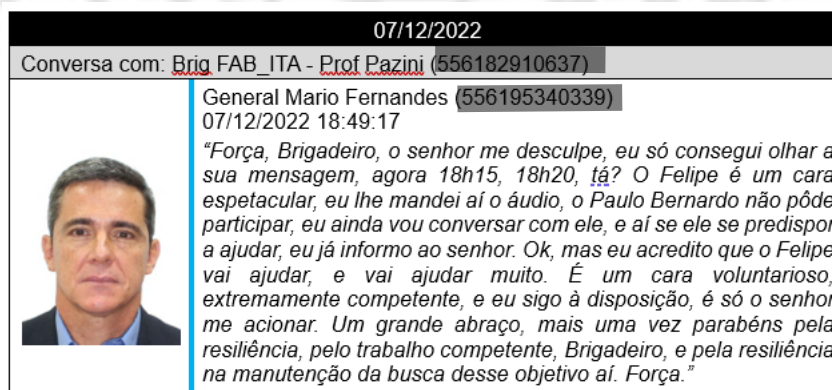 07/12/2022
Conversa com: Brig FAB_ITA - Prof Pazini (556182910637)
General Mario Fernandes (556195340339)
07/12/2022 18:49:17
“Força, Brigadeiro, o senhor me desculpe, eu só consegui olhar a
sua mensagem, agora 18h15, 18h20, tá? O Felipe é um cara
espetacular, eu lhe mandei aí o áudio, o Paulo Bernardo não pôde
participar, eu ainda vou conversar com ele, e aí se ele se predispor
a ajudar, eu já informo ao senhor. Ok, mas eu acredito que o Felipe
vai ajudar, e vai ajudar muito. É um cara voluntarioso,
extremamente competente, e eu sigo à disposição, é só o senhor
me acionar. Um grande abraço, mais uma vez parabéns pela
resiliência, pelo trabalho competente, Brigadeiro, e pela resiliência
na manutenção da busca desse objetivo aí. Força.”